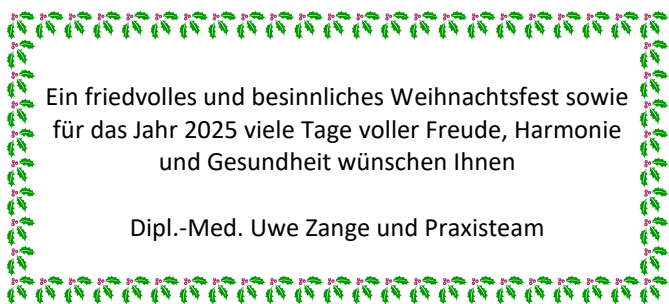 Ein friedvolles und besinnliches Weihnachtsfest sowie
für das Jahr 2025 viele Tage voller Freude, Harmonie
und Gesundheit wünschen Ihnen
Dipl.-Med. Uwe Zange und Praxisteam